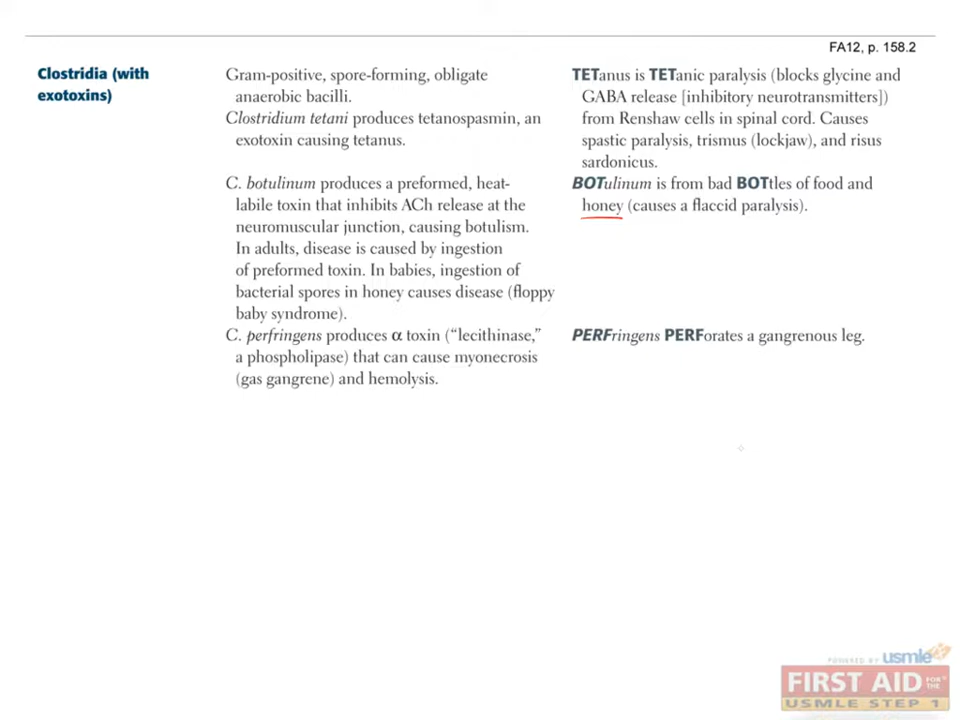 FA12, p. 158.2
Clostridia (with
exotoxins)
Gram-positive, spore-forming, obligate
anaerobic bacilli.
Clostridium tetani produces tetanospasmin, an
exotoxin causing tetanus.
C. botulinum produces a preformed, heat-
labile toxin that inhibits ACh release at the
neuromuscular junction, causing botulism.
In adults, disease is caused by ingestion
of preformed toxin. In babies, ingestion of
bacterial spores in honey causes disease (floppy
baby syndrome).
C. perfringens produces α toxin (“lecithinase,”
a phospholipase) that can cause myonecrosis
(gas gangrene) and hemolysis.
TETanus is TETanic paralysis (blocks glycine and
GABA release [inhibitory neurotransmitters])
from Renshaw cells in spinal cord. Causes
spastic paralysis, trismus (lockjaw), and risus
sardonicus.
BOTulinum is from bad BOTtles of food and
honey (causes a flaccid paralysis).
PERFringens PERForates a gangrenous leg.
POWERED BY usmle
FIRST AID FOR THE
USMLE STEP 1